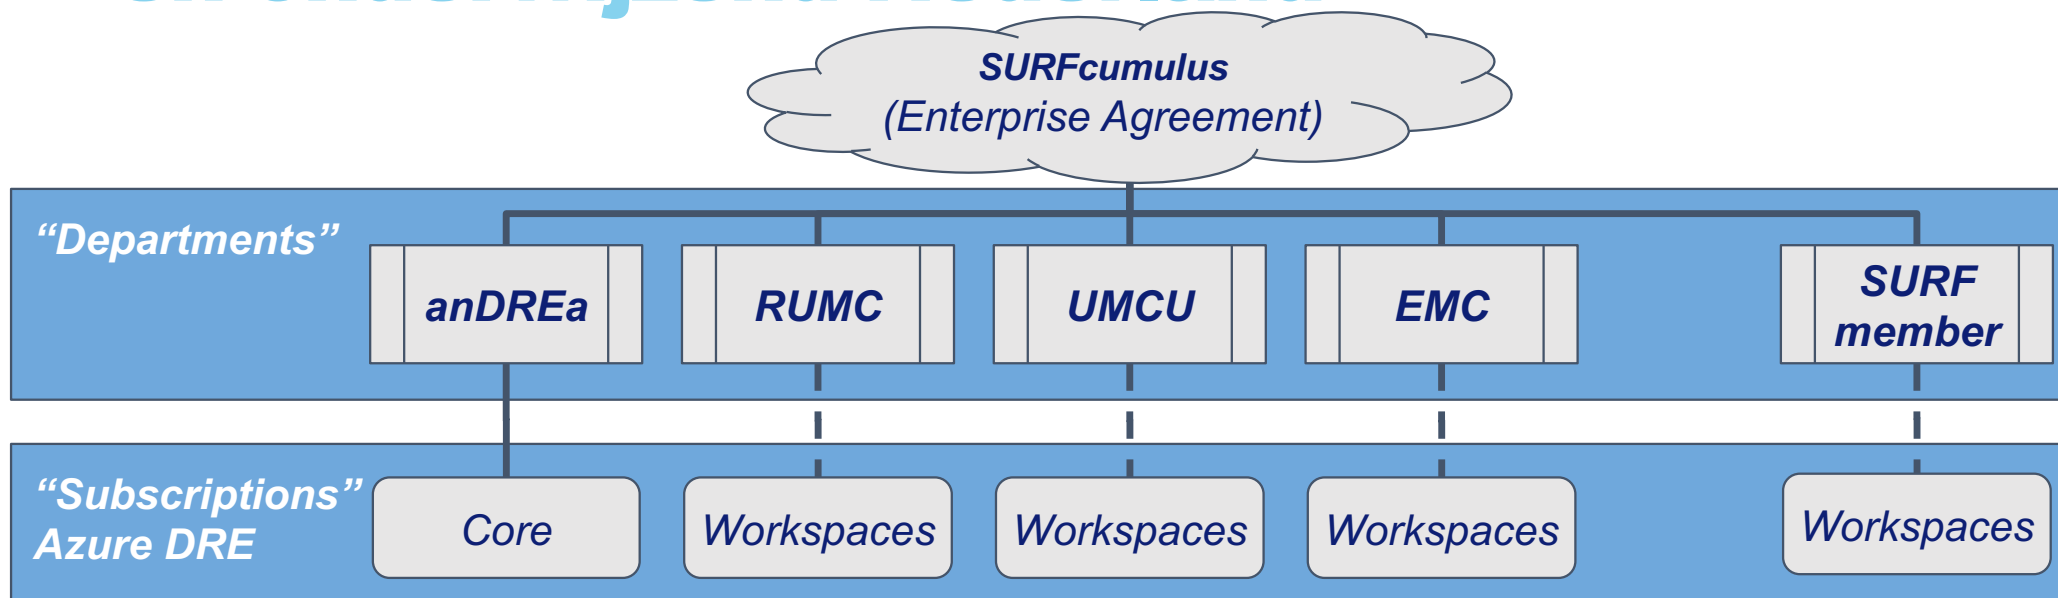 SURFcumulus
(Enterprise Agreement)
“Departments”
anDREa
RUMC
UMCU
EMC
SURF
member
“Subscriptions”
Azure DRE
Core
Workspaces
Workspaces
Workspaces
Workspaces